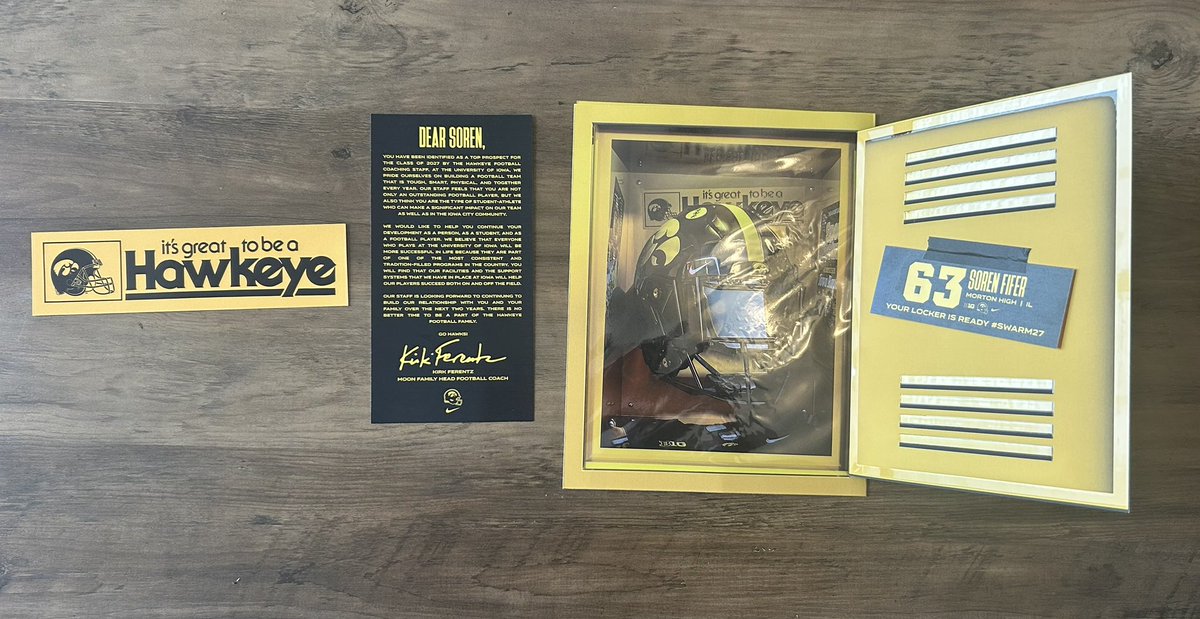 it's great to be a
Hawkeye
DEAR SOREN,
YOU HAVE BEEN IDENTIFIED AS A TOP PROSPECT FOR
THE CLASS OF 2027 BY THE HAWKEYE FOOTBALL
COACHING STAFF. AT THE UNIVERSITY OF IOWA, WE
PRIDE OURSELVES ON BUILDING A FOOTBALL TEAM
THAT IS TOUGH, SMART, PHYSICAL, AND TOGETHER
EVERY YEAR. OUR STAFF FEELS THAT YOU ARE NOT
ONLY AN OUTSTANDING FOOTBALL PLAYER, BUT WE
ALSO THINK YOU ARE THE TYPE OF STUDENT-ATHLETE
WHO CAN MAKE A SIGNIFICANT IMPACT ON OUR TEAM
AS WELL AS IN THE IOWA CITY COMMUNITY.
WE WOULD LIKE TO HELP YOU CONTINUE YOUR
DEVELOPMENT AS A PERSON, AS A STUDENT, AND AS
A FOOTBALL PLAYER. WE BELIEVE THAT EVERYONE
WHO PLAYS AT THE UNIVERSITY OF IOWA WILL BE
MORE SUCCESSFUL IN LIFE BECAUSE THEY ARE PART
OF ONE OF THE MOST CONSISTENT AND
TRADITION-FILLED PROGRAMS IN THE COUNTRY. YOU
WILL FIND THAT OUR FACILITIES AND THE SUPPORT
SYSTEMS THAT WE HAVE IN PLACE AT IOWA WILL HELP
OUR PLAYERS SUCCEED BOTH ON AND OFF THE FIELD.
OUR STAFF IS LOOKING FORWARD TO CONTINUING TO
BUILD OUR RELATIONSHIP WITH YOU AND YOUR
FAMILY OVER THE NEXT TWO YEARS. THERE IS NO
BETTER TIME TO BE A PART OF THE HAWKEYE
FOOTBALL FAMILY.
GO HAWKS!
Kirk Ferentz
KIRK FERENTZ
MOON FAMILY HEAD FOOTBALL COACH
it's great to be a
Hawkeye
63 SOREN FIFER
MORTON HIGH | IL
YOUR LOCKER IS READY #SWARM27